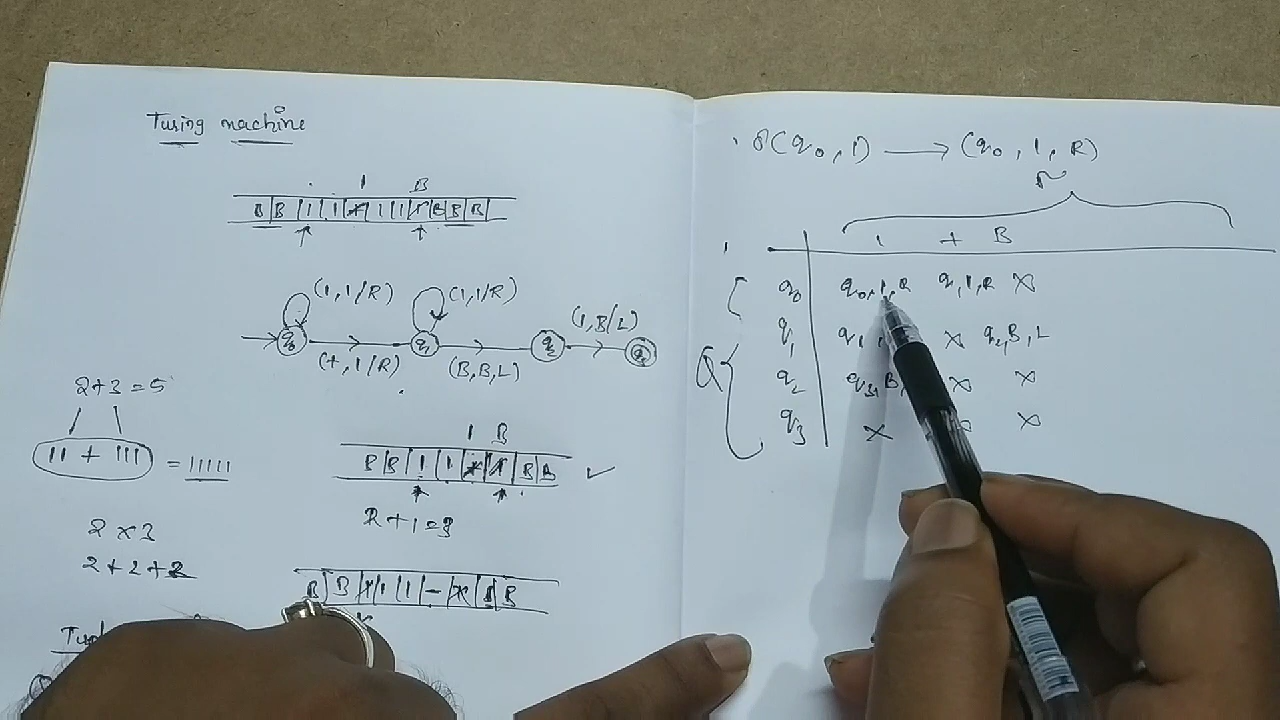 Turing machine
1 B
B B 1 1 + 1 1 1 B B B
(1,1/R) (1,1/R) (1,B/L)
q0 q1 q2 q3
(+,1/R) (B,B,L)
2+3=5
11 + 111 = 11111
2 × 3
2+2+2
1 B
B B 1 1 + 1 B B
2+1=3
B B 1 1 1 - 1 B B
δ(q0,1) → (q0,1,R)
Γ
1 + B
q0 q0,1,R q1,1,R ×
q1 q1, × q2,B,L
Q
q2 q3,B, × ×
q3 × ×